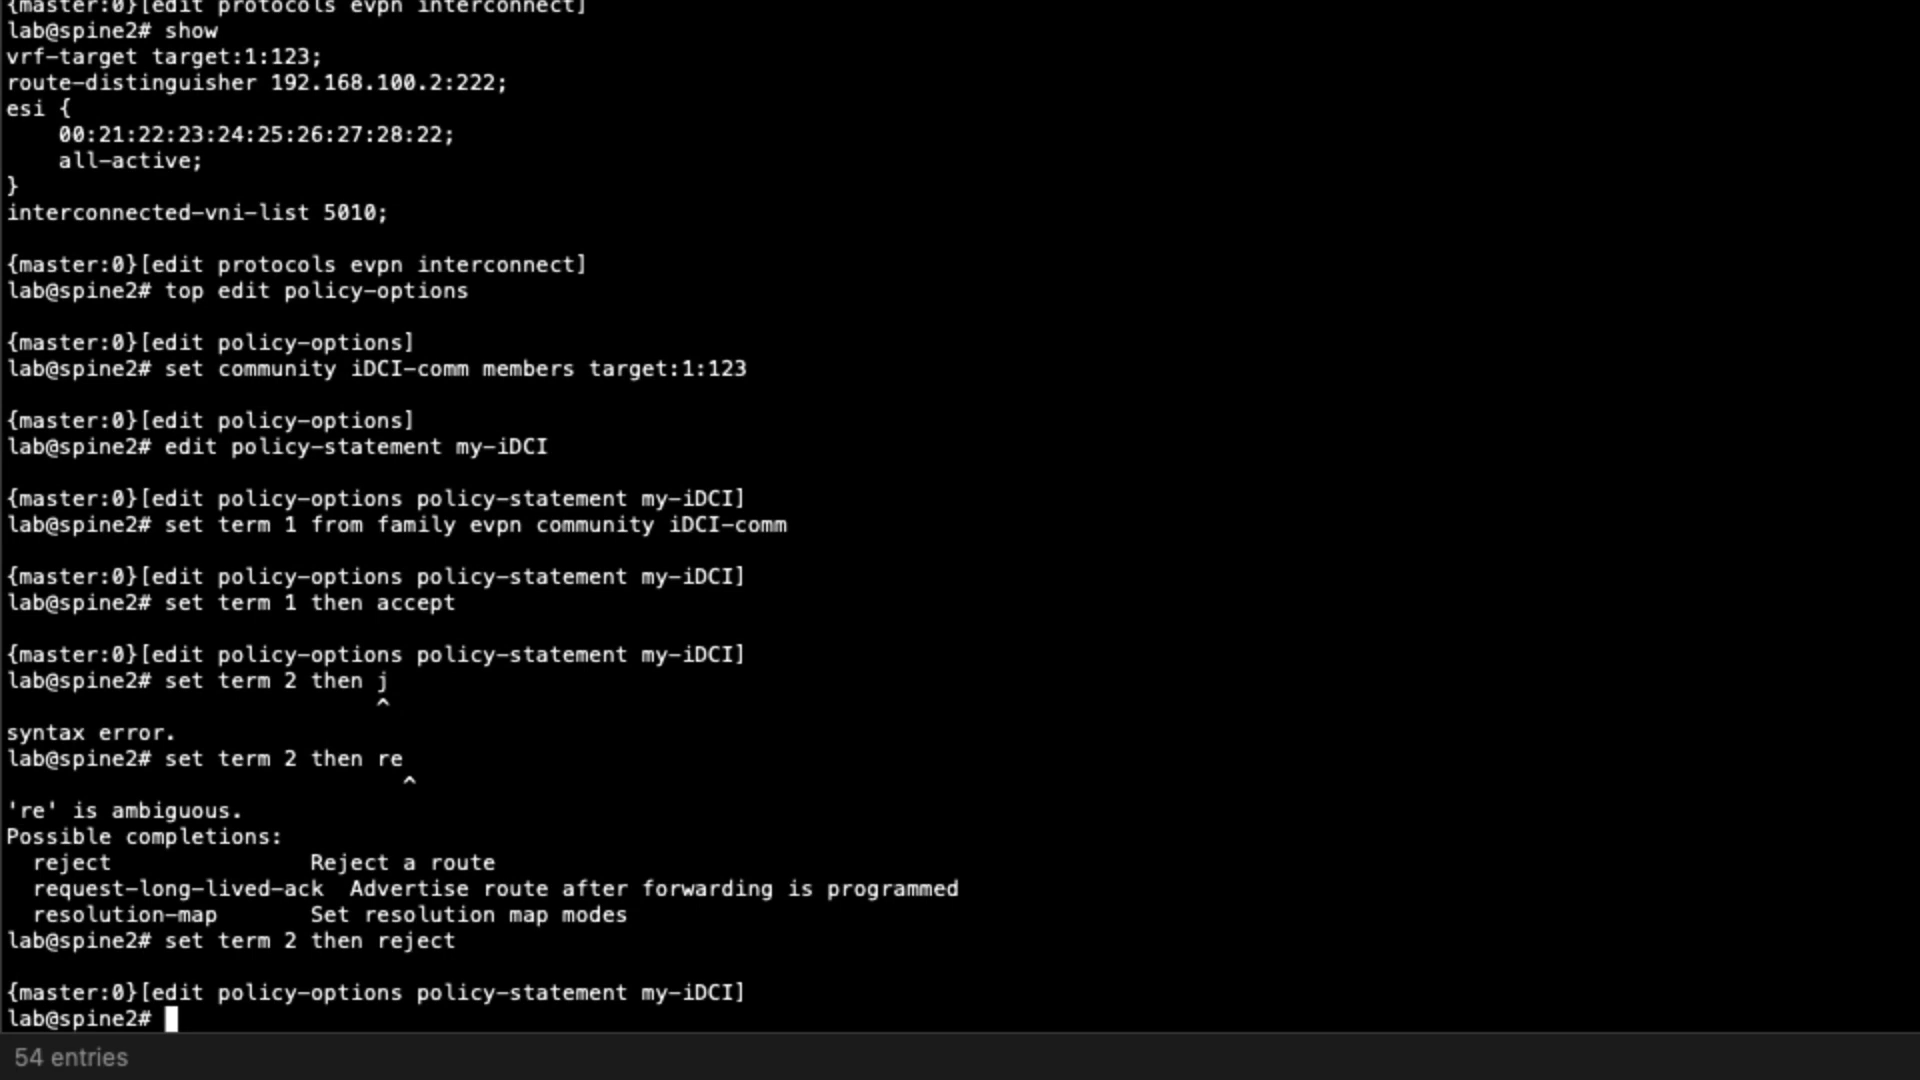 {master:0}[edit protocols evpn interconnect]
lab@spine2# show
vrf-target target:1:123;
route-distinguisher 192.168.100.2:222;
esi {
    00:21:22:23:24:25:26:27:28:22;
    all-active;
}
interconnected-vni-list 5010;

{master:0}[edit protocols evpn interconnect]
lab@spine2# top edit policy-options

{master:0}[edit policy-options]
lab@spine2# set community iDCI-comm members target:1:123

{master:0}[edit policy-options]
lab@spine2# edit policy-statement my-iDCI

{master:0}[edit policy-options policy-statement my-iDCI]
lab@spine2# set term 1 from family evpn community iDCI-comm

{master:0}[edit policy-options policy-statement my-iDCI]
lab@spine2# set term 1 then accept

{master:0}[edit policy-options policy-statement my-iDCI]
lab@spine2# set term 2 then j
                            ^
syntax error.
lab@spine2# set term 2 then re
                              ^
're' is ambiguous.
Possible completions:
  reject               Reject a route
  request-long-lived-ack  Advertise route after forwarding is programmed
  resolution-map       Set resolution map modes
lab@spine2# set term 2 then reject

{master:0}[edit policy-options policy-statement my-iDCI]
lab@spine2#
54 entries